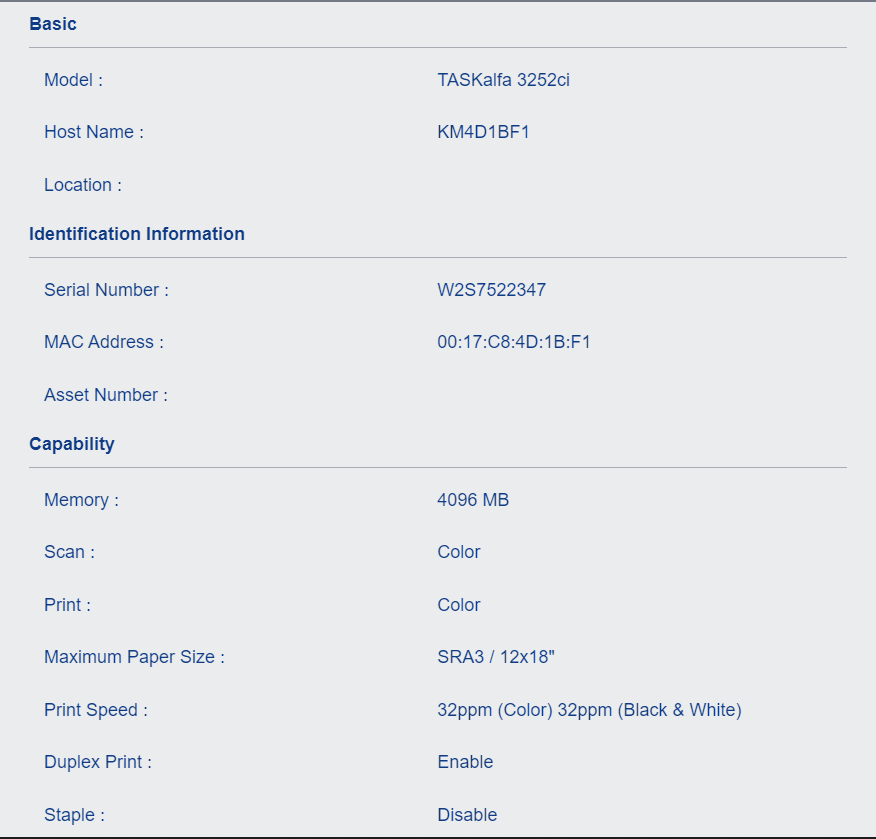 Basic
Model : TASKalfa 3252ci
Host Name : KM4D1BF1
Location :
Identification Information
Serial Number : W2S7522347
MAC Address : 00:17:C8:4D:1B:F1
Asset Number :
Capability
Memory : 4096 MB
Scan : Color
Print : Color
Maximum Paper Size : SRA3 / 12x18"
Print Speed : 32ppm (Color) 32ppm (Black & White)
Duplex Print : Enable
Staple : Disable